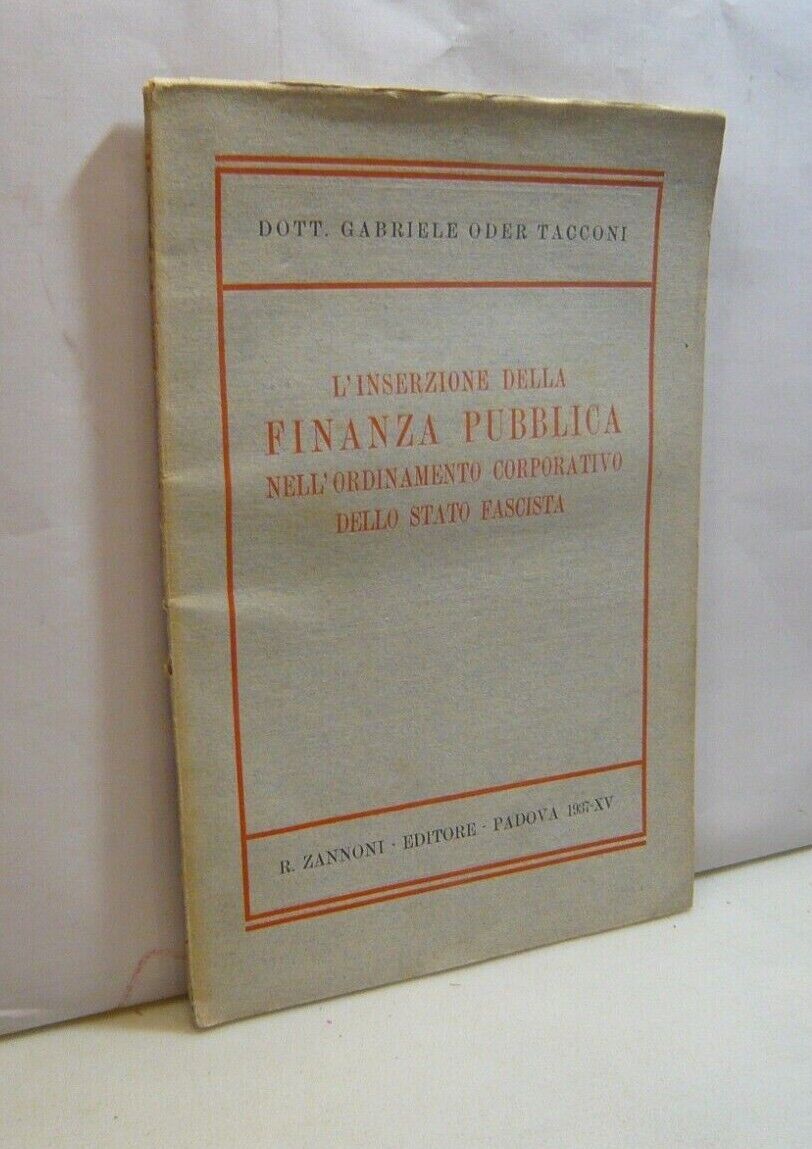 DOTT. GABRIELE ODER TACCONI
L'INSERZIONE DELLA
FINANZA PUBBLICA
NELL'ORDINAMENTO CORPORATIVO
DELLO STATO FASCISTA
R. ZANNONI - EDITORE - PADOVA 1937-XV